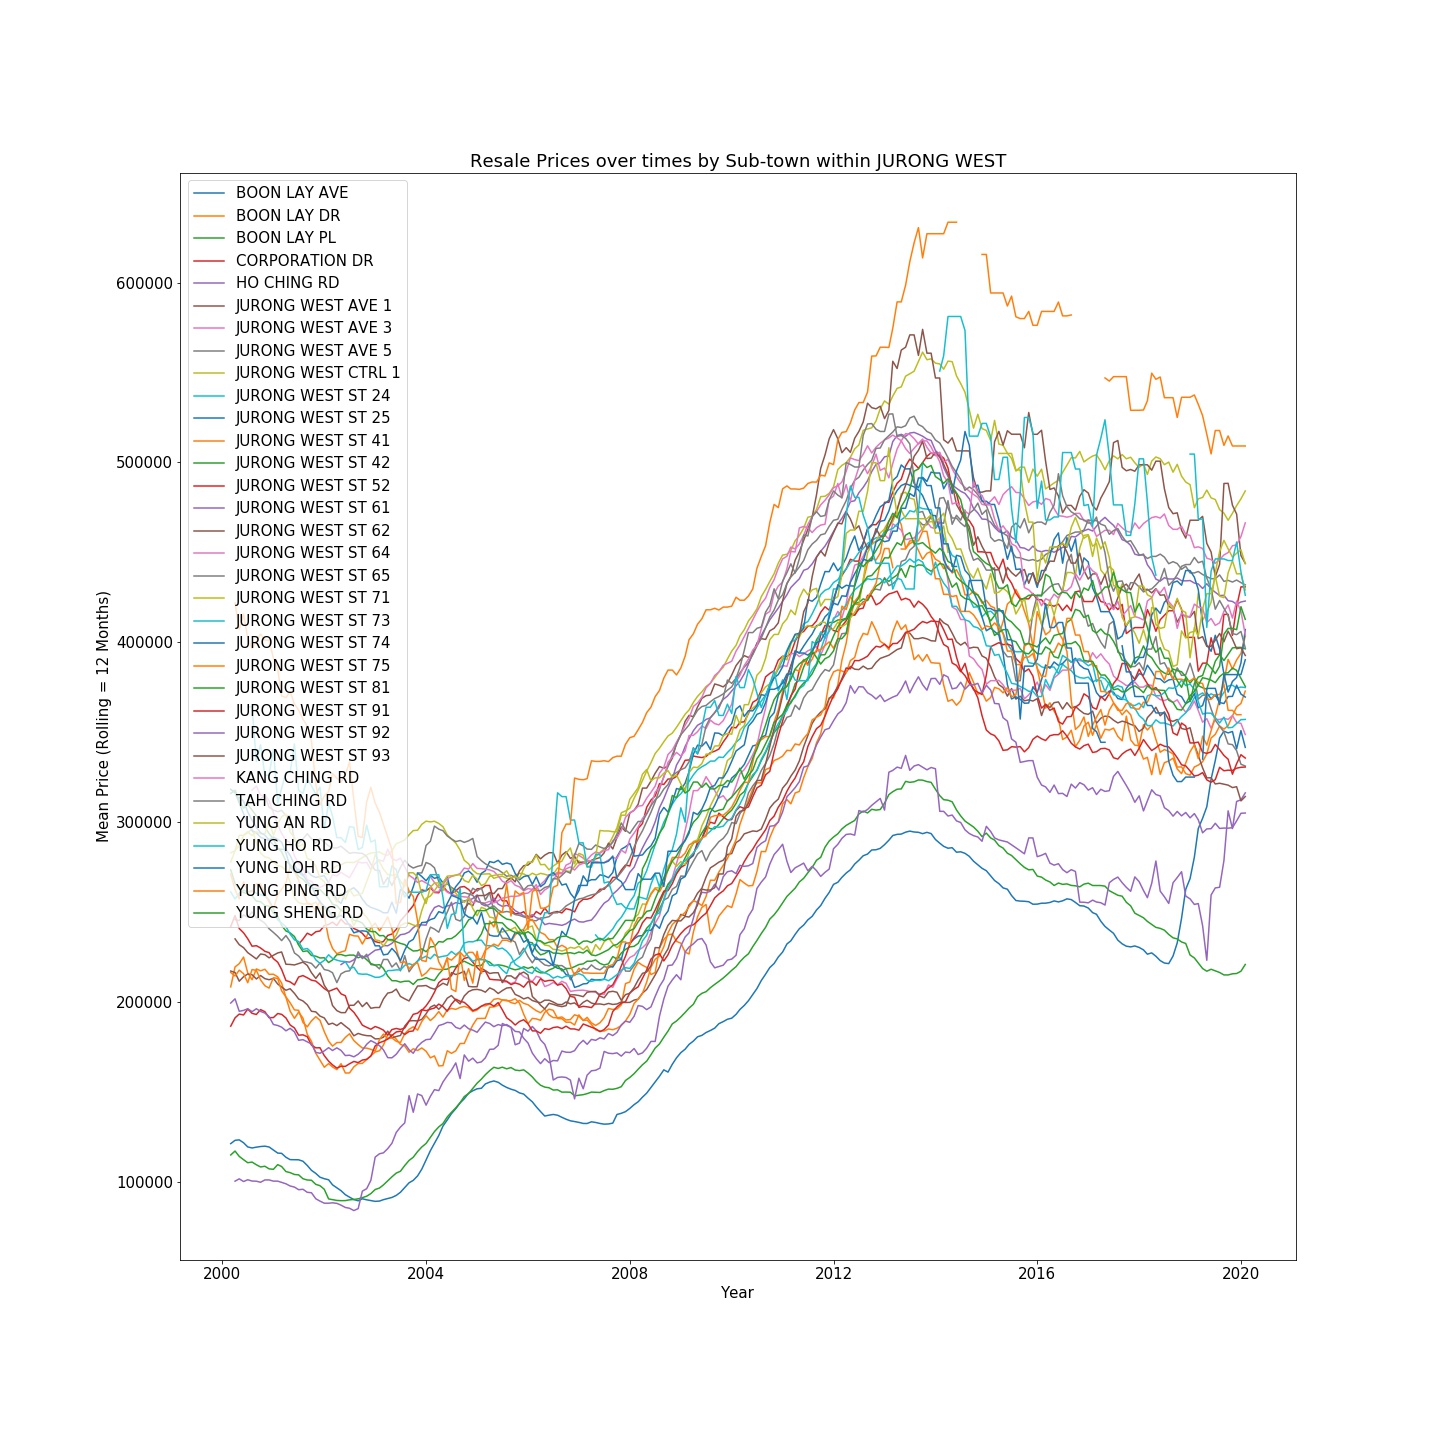 Resale Prices over times by Sub-town within JURONG WEST
BOON LAY AVE
BOON LAY DR
BOON LAY PL
CORPORATION DR
HO CHING RD
JURONG WEST AVE 1
JURONG WEST AVE 3
JURONG WEST AVE 5
JURONG WEST CTRL 1
JURONG WEST ST 24
JURONG WEST ST 25
JURONG WEST ST 41
JURONG WEST ST 42
JURONG WEST ST 52
JURONG WEST ST 61
JURONG WEST ST 62
JURONG WEST ST 64
JURONG WEST ST 65
JURONG WEST ST 71
JURONG WEST ST 73
JURONG WEST ST 74
JURONG WEST ST 75
JURONG WEST ST 81
JURONG WEST ST 91
JURONG WEST ST 92
JURONG WEST ST 93
KANG CHING RD
TAH CHING RD
YUNG AN RD
YUNG HO RD
YUNG LOH RD
YUNG PING RD
YUNG SHENG RD
600000
500000
400000
300000
200000
100000
Mean Price (Rolling = 12 Months)
2000 2004 2008 2012 2016 2020
Year